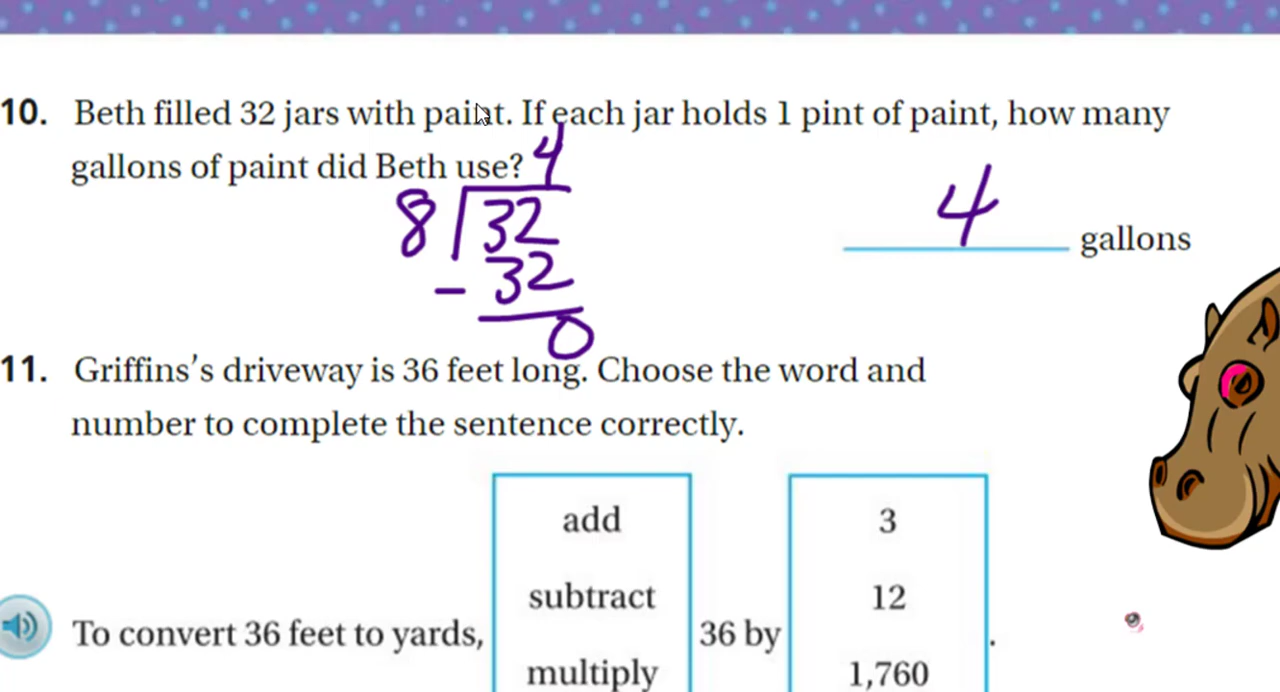 10. Beth filled 32 jars with paint. If each jar holds 1 pint of paint, how many
gallons of paint did Beth use?
4
8 32
- 32
0
4 gallons
11. Griffins's driveway is 36 feet long. Choose the word and
number to complete the sentence correctly.
To convert 36 feet to yards,
add
subtract
multiply
36 by
3
12
1,760
.